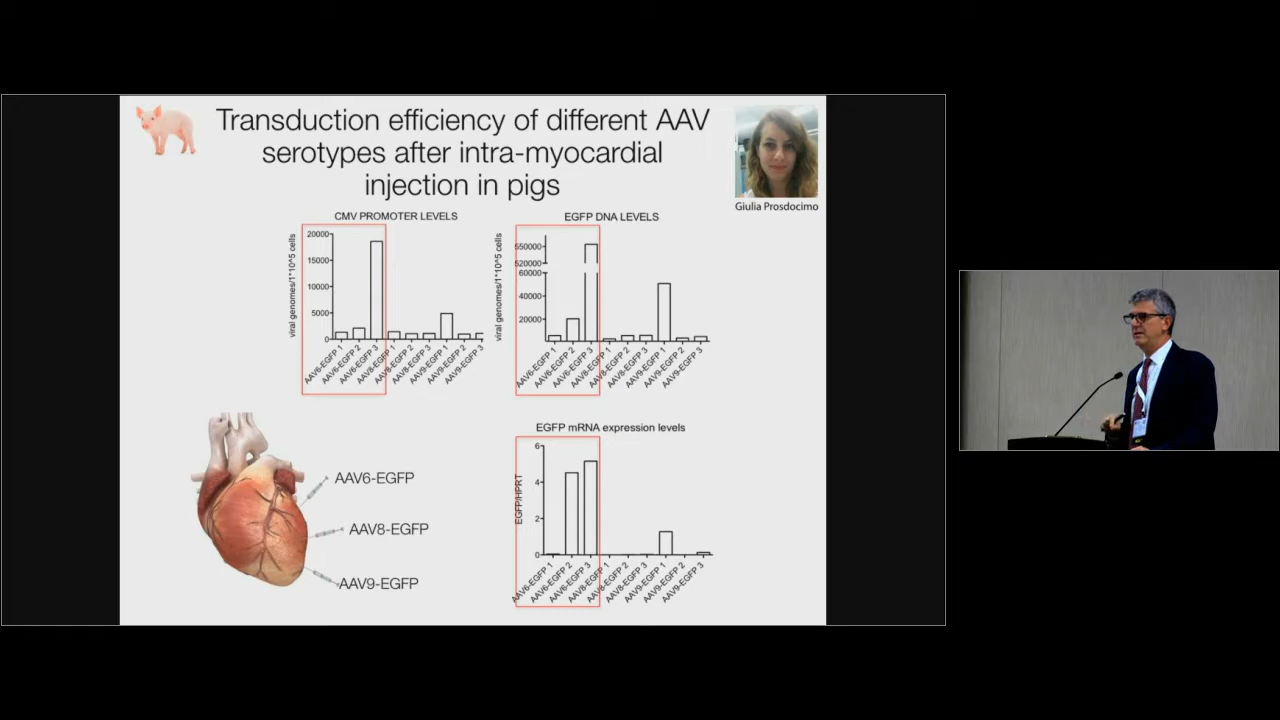 Transduction efficiency of different AAV
serotypes after intra-myocardial
injection in pigs
Giulia Prosdocimo
CMV PROMOTER LEVELS
viral genomes/1*10^5 cells
20000
15000
10000
5000
0
AAV6-EGFP 1
AAV6-EGFP 2
AAV6-EGFP 3
AAV8-EGFP 1
AAV8-EGFP 2
AAV8-EGFP 3
AAV9-EGFP 1
AAV9-EGFP 2
AAV9-EGFP 3
EGFP DNA LEVELS
viral genomes/1*10^5 cells
550000
520000
60000
40000
20000
AAV6-EGFP 1
AAV6-EGFP 2
AAV6-EGFP 3
AAV8-EGFP 1
AAV8-EGFP 2
AAV8-EGFP 3
AAV9-EGFP 1
AAV9-EGFP 2
AAV9-EGFP 3
AAV6-EGFP
AAV8-EGFP
AAV9-EGFP
EGFP mRNA expression levels
EGFP/HPRT
6
4
2
0
AAV6-EGFP 1
AAV6-EGFP 2
AAV6-EGFP 3
AAV8-EGFP 1
AAV8-EGFP 2
AAV8-EGFP 3
AAV9-EGFP 1
AAV9-EGFP 2
AAV9-EGFP 3